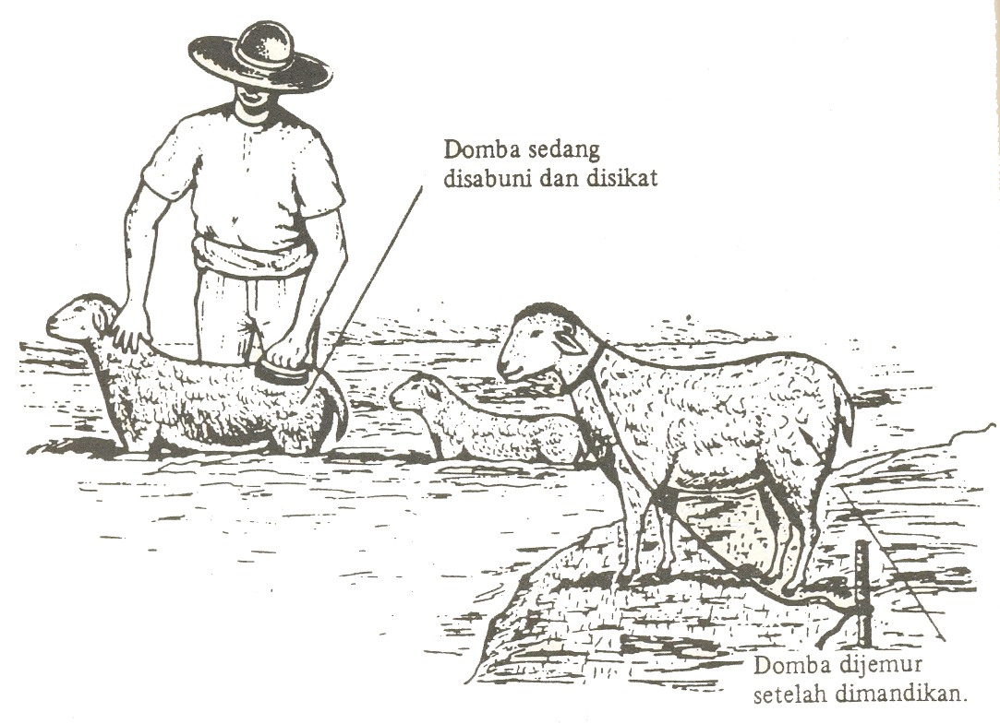 Domba sedang
disabuni dan disikat
Domba dijemur
setelah dimandikan.